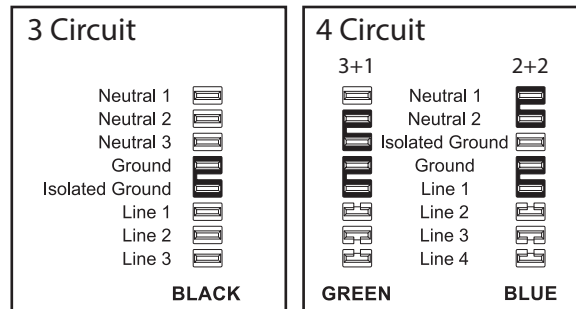 3 Circuit
Neutral 1
Neutral 2
Neutral 3
Ground
Isolated Ground
Line 1
Line 2
Line 3
BLACK
4 Circuit
3+1 2+2
Neutral 1
Neutral 2
Isolated Ground
Ground
Line 1
Line 2
Line 3
Line 4
GREEN BLUE